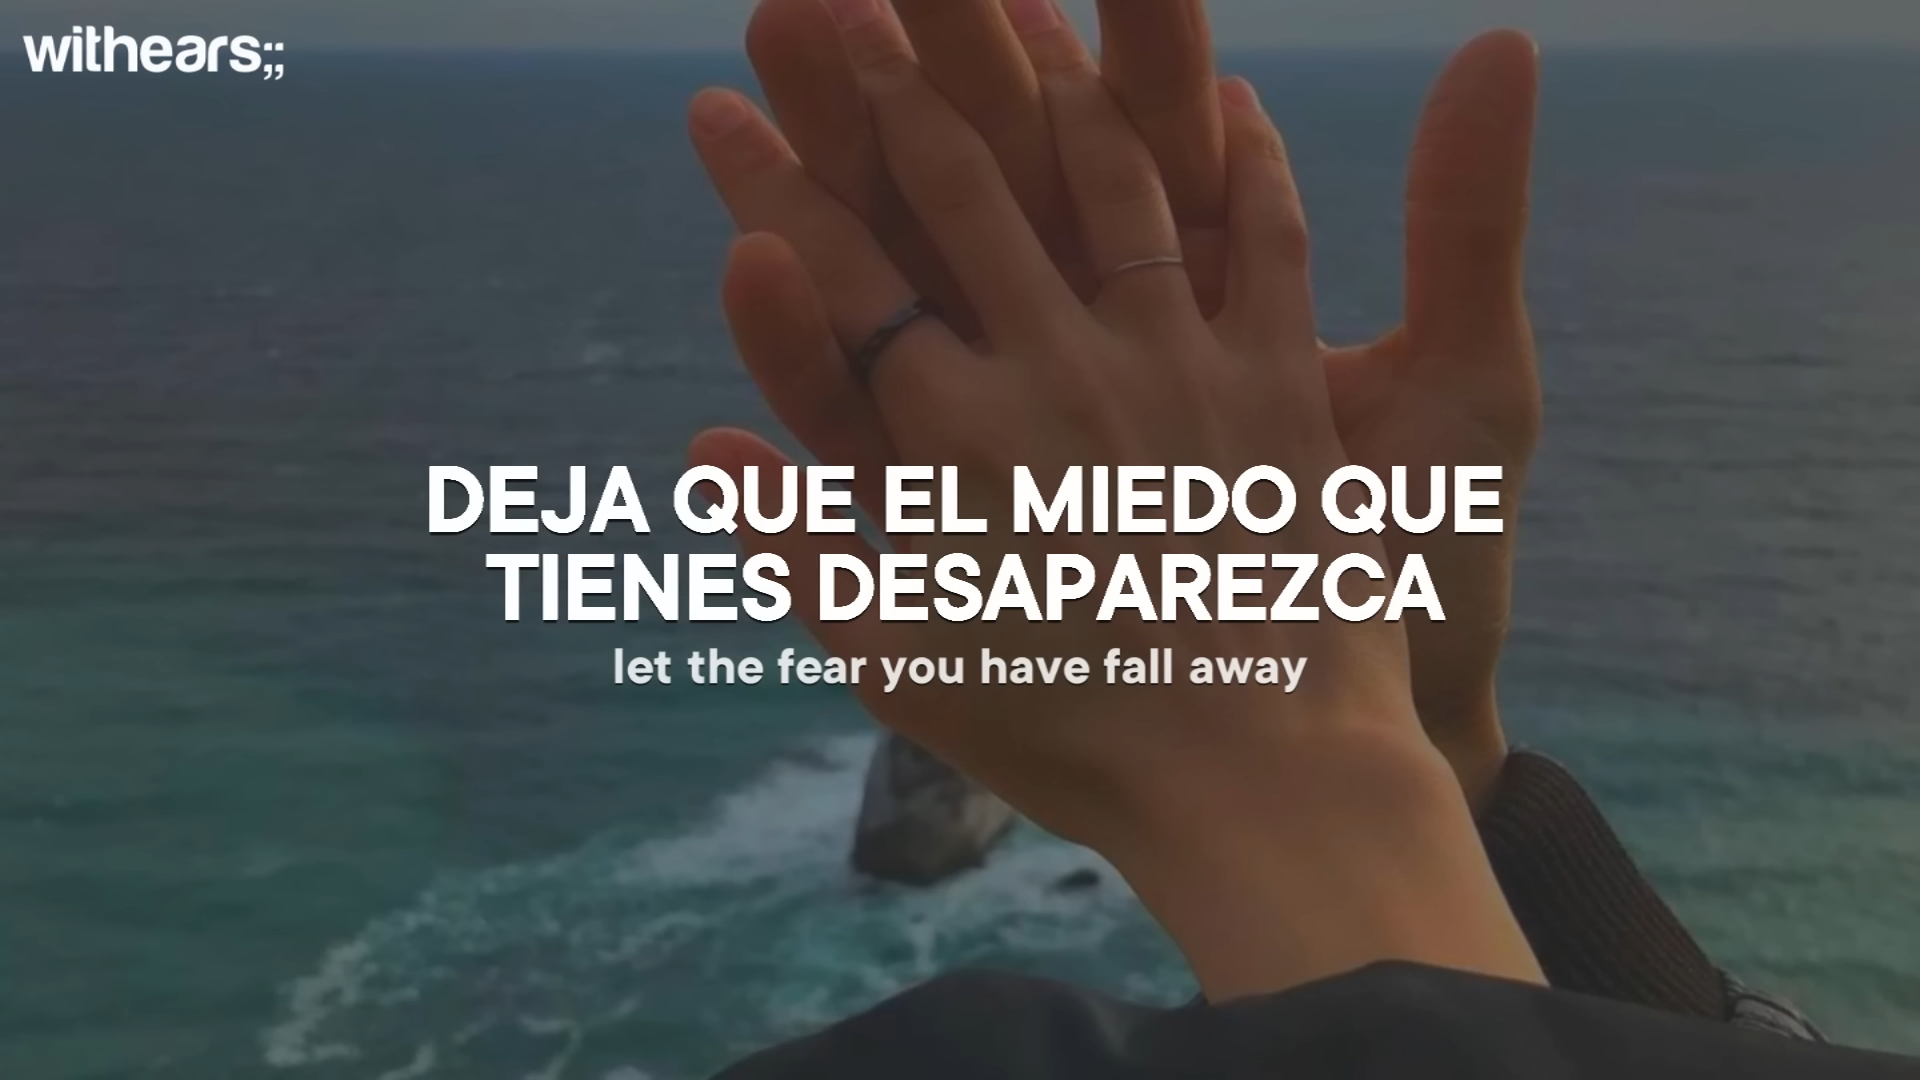 withears;;
DEJA QUE EL MIEDO QUE
TIENES DESAPAREZCA
let the fear you have fall away